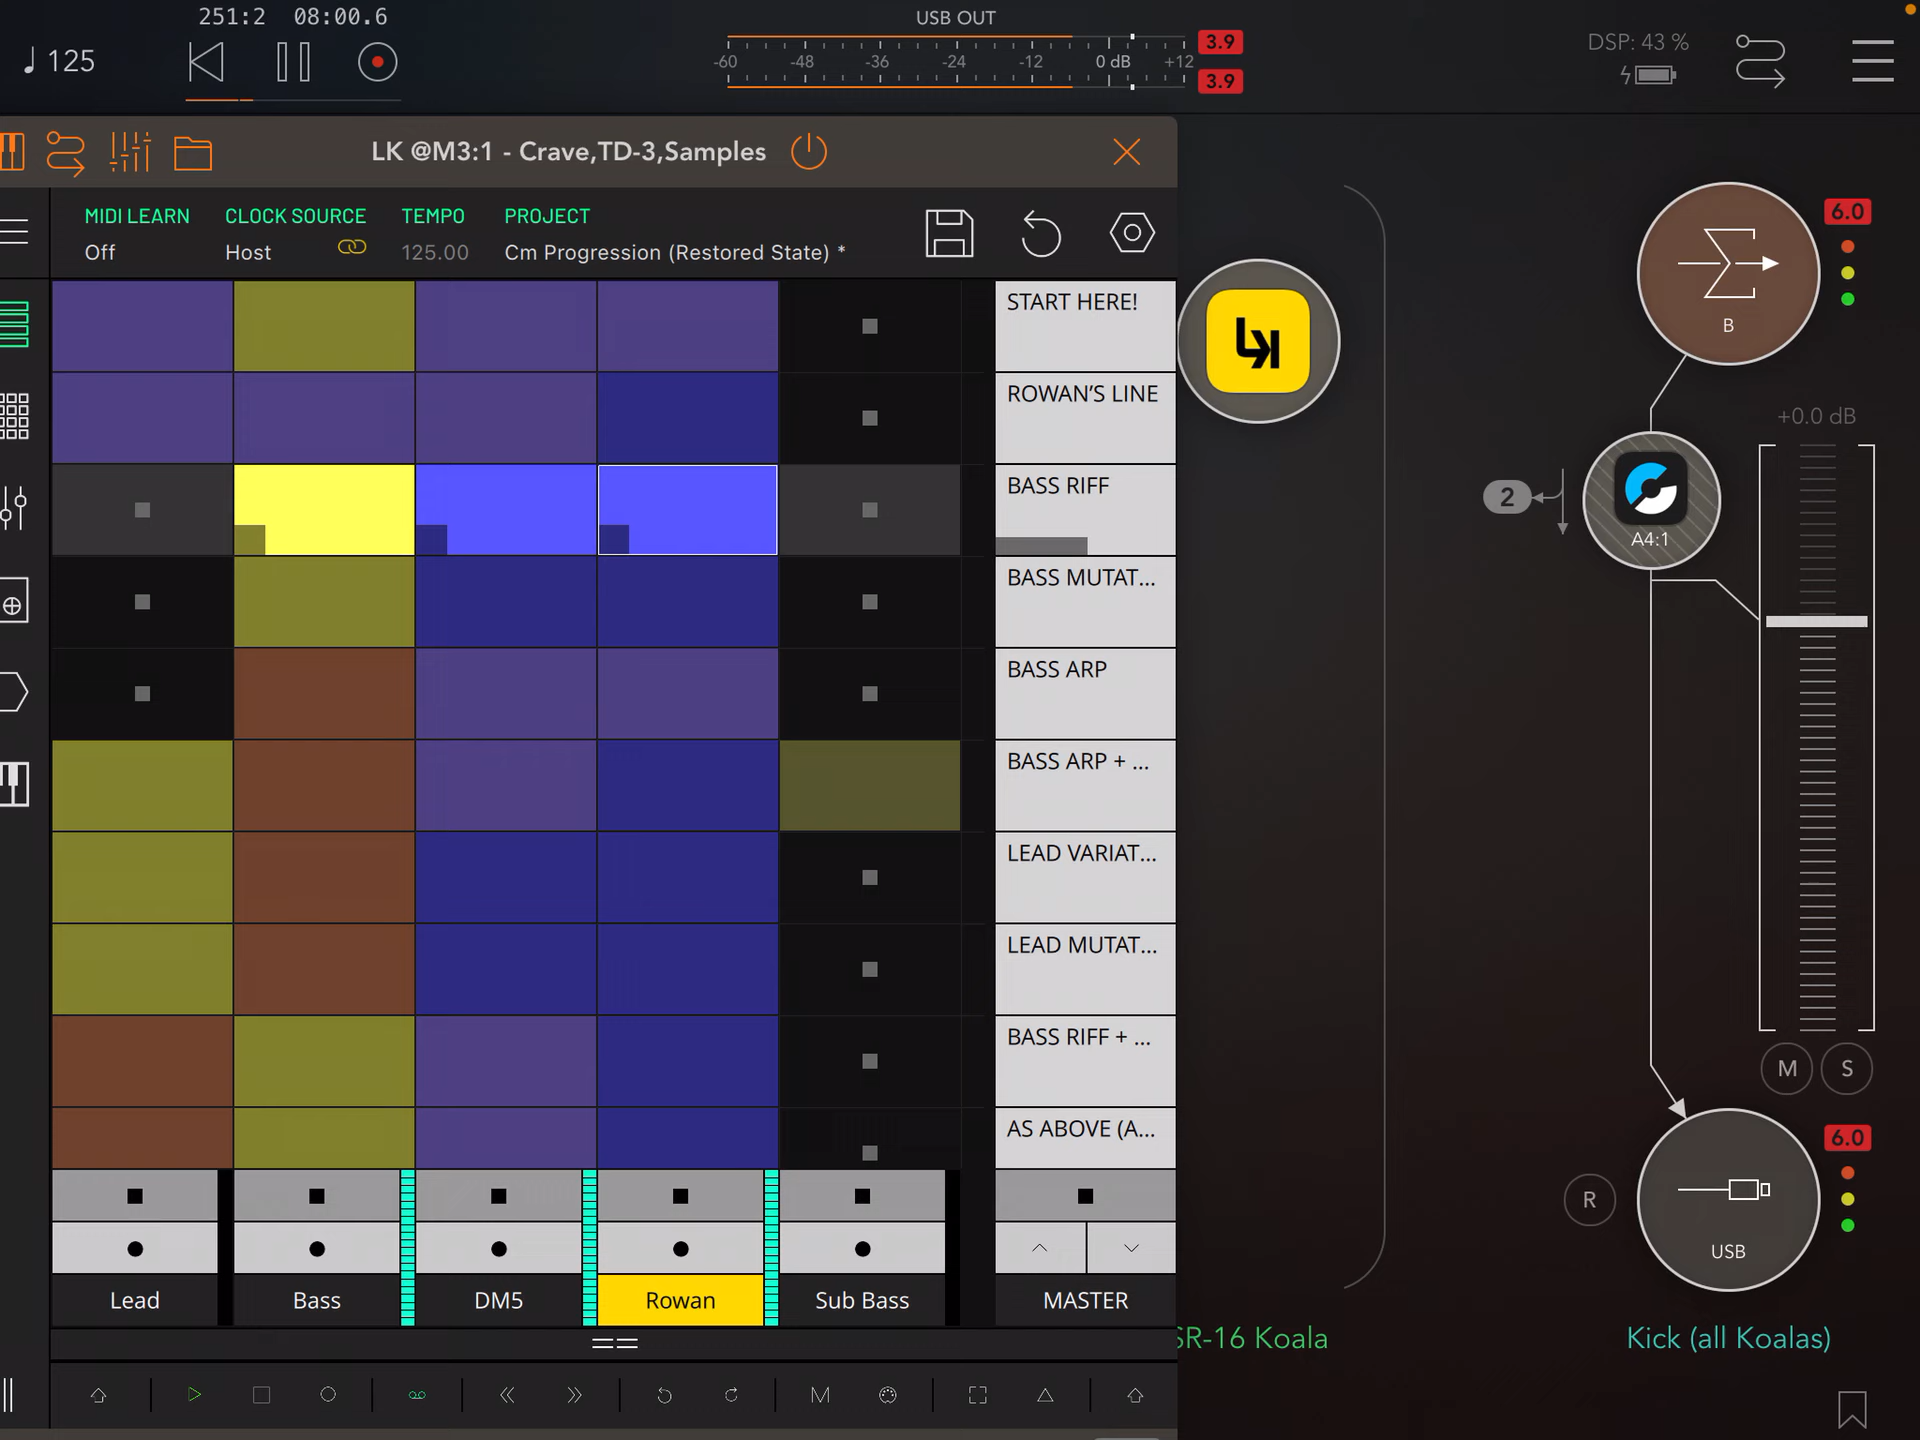 251:2 08:00.6
USB OUT
125
3.9
-60 -48 -36 -24 -12 0 dB +12
3.9
DSP: 43 %
LK @M3:1 - Crave,TD-3,Samples
MIDI LEARN CLOCK SOURCE TEMPO PROJECT
Off Host 125.00 Cm Progression (Restored State) *
START HERE!
ROWAN'S LINE
BASS RIFF
BASS MUTAT...
BASS ARP
BASS ARP + ...
LEAD VARIAT...
LEAD MUTAT...
BASS RIFF + ...
AS ABOVE (A...
Lead Bass DM5 Rowan Sub Bass MASTER
M
LK
6.0
B
+0.0 dB
2
A4:1
M S
6.0
R
USB
SR-16 Koala
Kick (all Koalas)